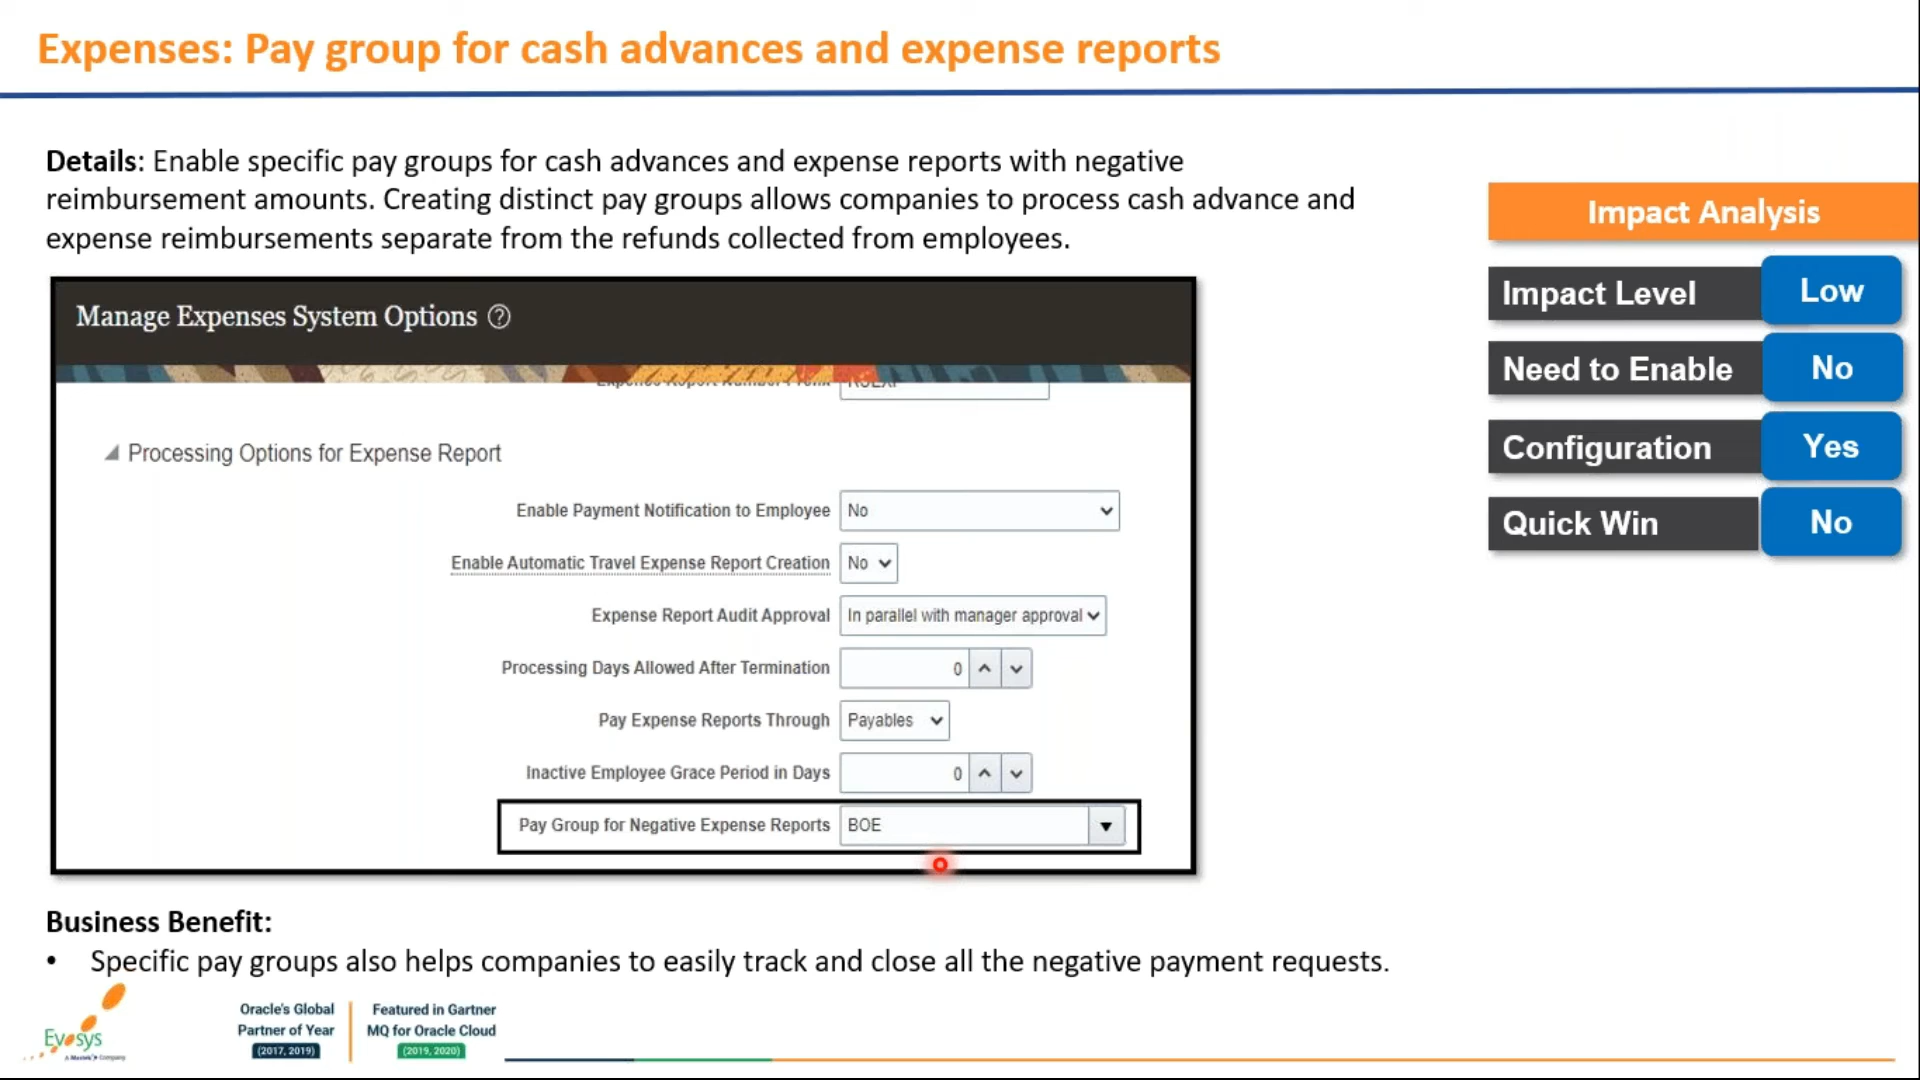 Expenses: Pay group for cash advances and expense reports
Details: Enable specific pay groups for cash advances and expense reports with negative
reimbursement amounts. Creating distinct pay groups allows companies to process cash advance and
expense reimbursements separate from the refunds collected from employees.
Impact Analysis
Impact Level Low
Need to Enable No
Configuration Yes
Quick Win No
Manage Expenses System Options ?
Processing Options for Expense Report
Enable Payment Notification to Employee No
Enable Automatic Travel Expense Report Creation No
Expense Report Audit Approval In parallel with manager approval
Processing Days Allowed After Termination 0
Pay Expense Reports Through Payables
Inactive Employee Grace Period in Days 0
Pay Group for Negative Expense Reports BOE
Business Benefit:
• Specific pay groups also helps companies to easily track and close all the negative payment requests.
Evosys
A Mastek Company
Oracle's Global
Partner of Year
(2017, 2019)
Featured in Gartner
MQ for Oracle Cloud
(2019, 2020)